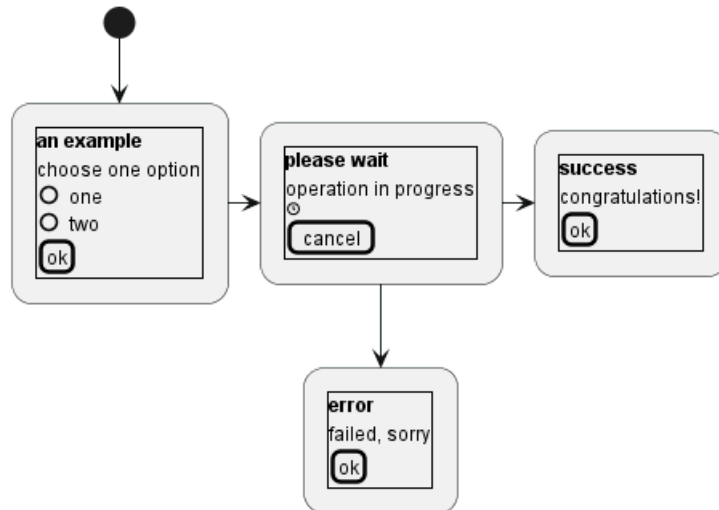 an example
choose one option
one
two
ok
please wait
operation in progress
cancel
success
congratulations!
ok
error
failed, sorry
ok